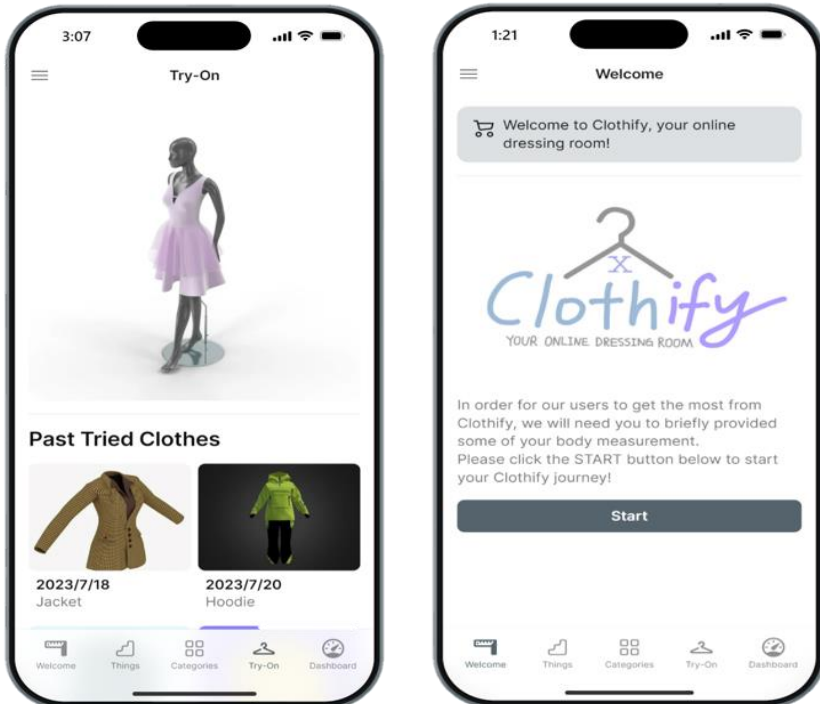 3:07
Try-On
Past Tried Clothes
2023/7/18
Jacket
2023/7/20
Hoodie
Welcome
Things
Categories
Try-On
Dashboard
1:21
Welcome
Welcome to Clothify, your online
dressing room!
X
Clothify
YOUR ONLINE DRESSING ROOM
In order for our users to get the most from
Clothify, we will need you to briefly provided
some of your body measurement.
Please click the START button below to start
your Clothify journey!
Start
Welcome
Things
Categories
Try-On
Dashboard